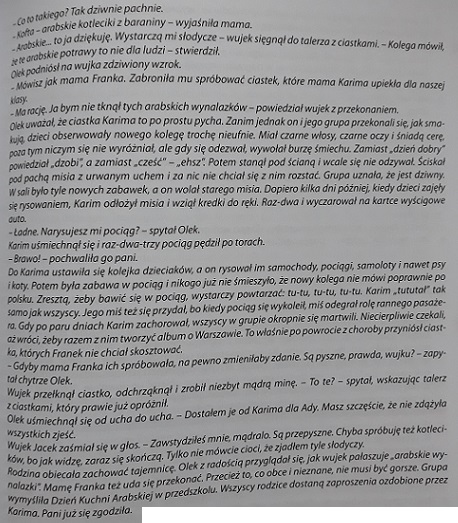 – Co to takiego? Tak dziwnie pachnie.
– Kofta – arabskie kotleciki z baraniny – wyjaśniła mama.
– Arabskie... to ja dziękuję. Wystarczą mi słodycze – wujek sięgnął do talerza z ciastkami. – Kolega mówił,
że te arabskie potrawy to nie dla ludzi – stwierdził.
Olek podniósł na wujka zdziwiony wzrok.
– Mówisz jak mama Franka. Zabroniła mu spróbować ciastek, które mama Karima upiekła dla naszej
klasy.
– Ma rację. Ja bym nie tknął tych arabskich wynalazków – powiedział wujek z przekonaniem.
Olek uważał, że ciastka Karima to po prostu pycha. Zanim jednak on i jego grupa przekonali się, jak sma-
kują, dzieci obserwowały nowego kolegę trochę nieufnie. Miał czarne włosy, czarne oczy i śniadą cerę,
poza tym niczym się nie wyróżniał, ale gdy się odezwał, wywołał burzę śmiechu. Zamiast „dzień dobry"
powiedział „dzobi", a zamiast „cześć" – „ehsz". Potem stanął pod ścianą i wcale się nie odzywał. Ściskał
pod pachą misia z urwanym uchem i za nic nie chciał się z nim rozstać. Grupa uznała, że jest dziwny.
W sali było tyle nowych zabawek, a on wolał starego misia. Dopiero kilka dni później, kiedy dzieci zajęły
się rysowaniem, Karim odłożył misia i wziął kredki do ręki. Raz-dwa i wyczarował na kartce wyścigowe
auto.
– Ładne. Narysujesz mi pociąg? – spytał Olek.
Karim uśmiechnął się i raz-dwa-trzy pociąg pędził po torach.
– Brawo! – pochwaliła go pani.
Do Karima ustawiła się kolejka dzieciaków, a on rysował im samochody, pociągi, samoloty i nawet psy
i koty. Potem była zabawa w pociąg i nikogo już nie śmieszyło, że nowy kolega nie mówi poprawnie po
polsku. Zresztą, żeby bawić się w pociąg, wystarczy powtarzać: tu-tu, tu-tu, tu-tu. Karim „tututał" tak
samo jak wszyscy. Jego miś też się przydał, bo kiedy pociąg się wykoleił, miś odegrał rolę rannego pasaże-
ra. Gdy po paru dniach Karim zachorował, wszyscy w grupie okropnie się martwili. Niecierpliwie czekali,
aż wróci, żeby razem z nim tworzyć album o Warszawie. To właśnie po powrocie z choroby przyniósł ciast-
ka, których Franek nie chciał skosztować.
– Gdyby mama Franka ich spróbowała, na pewno zmieniłaby zdanie. Są pyszne, prawda, wujku? – zapy-
tał chytrze Olek.
Wujek przełknął ciastko, odchrząknął i zrobił niezbyt mądrą minę. – To te? – spytał, wskazując talerz
z ciastkami, który prawie już opróżnił.
Olek uśmiechnął się od ucha do ucha. – Dostałem je od Karima dla Ady. Masz szczęście, że nie zdążyła
wszystkich zjeść.
Wujek Jacek zaśmiał się w głos. – Zawstydziłeś mnie, mądralo. Są przepyszne. Chyba spróbuję też kotleci-
ków, bo jak widzę, zaraz się skończą. Tylko nie mówcie cioci, że zjadłem tyle słodyczy.
Rodzina obiecała zachować tajemnicę. Olek z radością przyglądał się, jak wujek pałaszuje „arabskie wy-
nalazki". Mamę Franka też uda się przekonać. Przecież to, co obce i nieznane, nie musi być gorsze. Grupa
wymyśliła Dzień Kuchni Arabskiej w przedszkolu. Wszyscy rodzice dostaną zaproszenia ozdobione przez
Karima. Pani już się zgodziła.